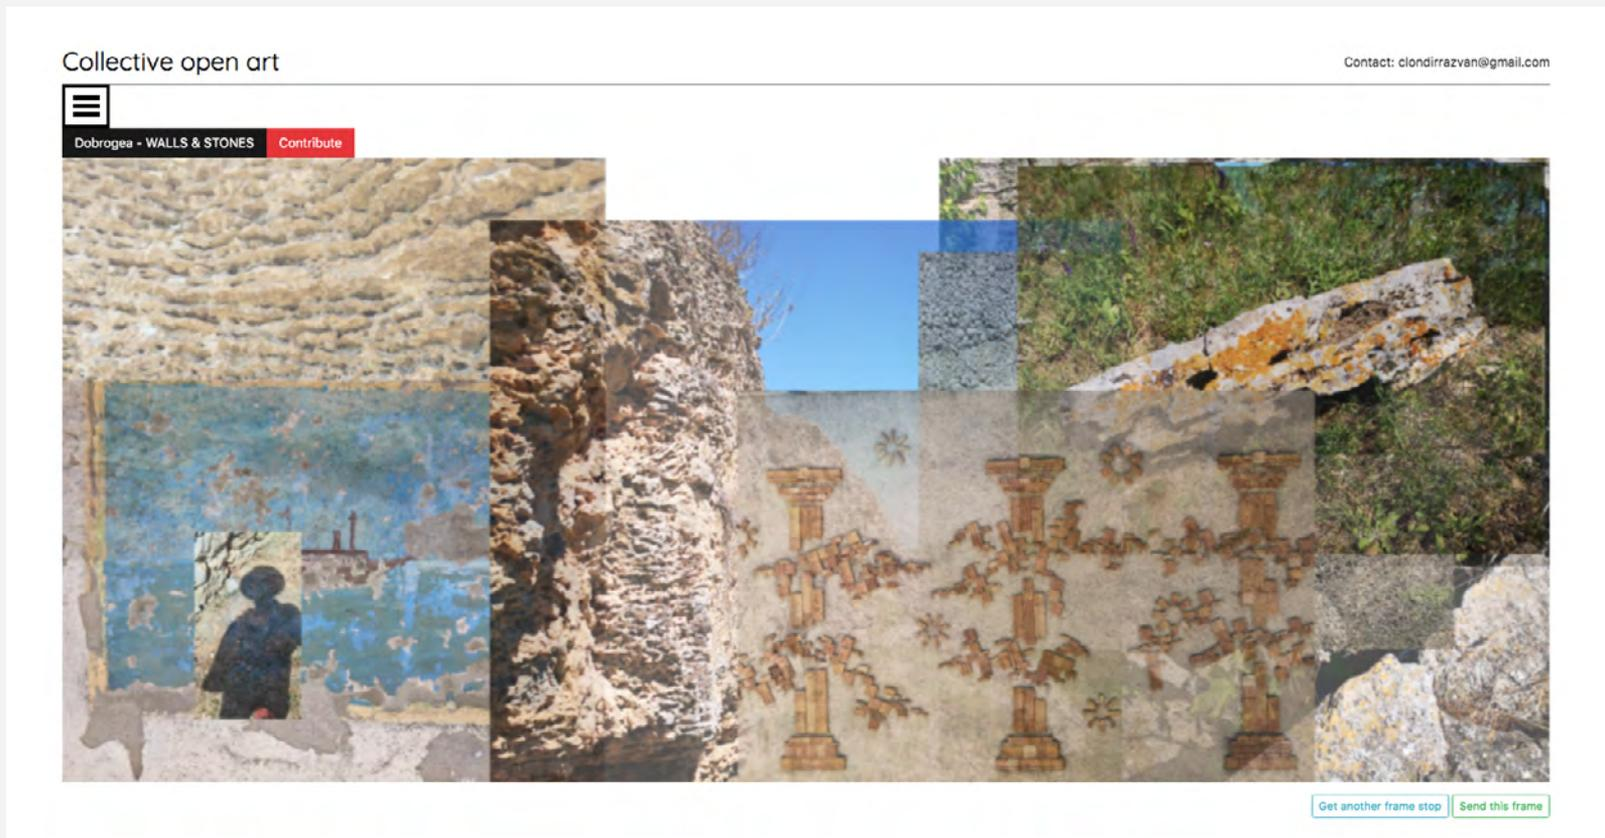 Collective open art
Contact: clondirrazvan@gmail.com
Dobrogea - WALLS & STONES
Contribute
Get another frame stop
Send this frame